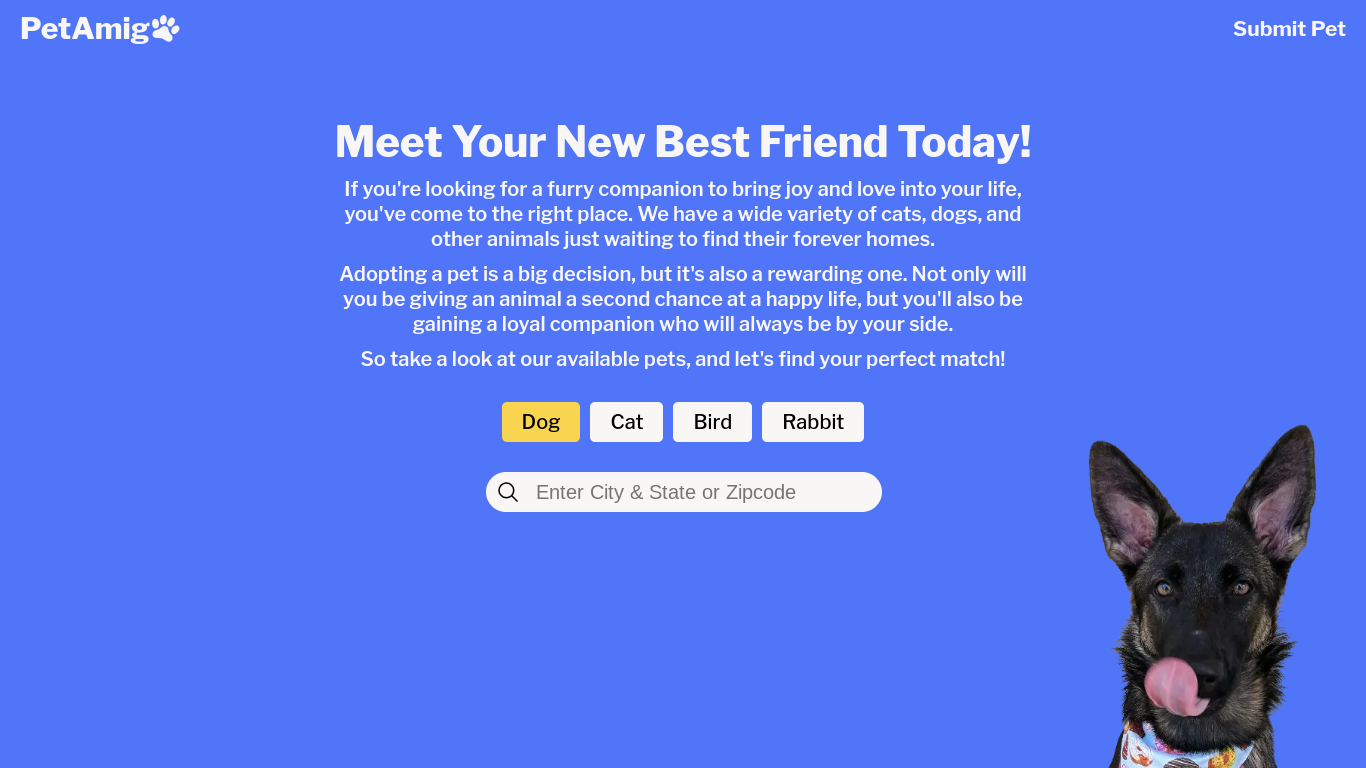 PetAmig
Submit Pet
Meet Your New Best Friend Today!
If you're looking for a furry companion to bring joy and love into your life,
you've come to the right place. We have a wide variety of cats, dogs, and
other animals just waiting to find their forever homes.
Adopting a pet is a big decision, but it's also a rewarding one. Not only will
you be giving an animal a second chance at a happy life, but you'll also be
gaining a loyal companion who will always be by your side.
So take a look at our available pets, and let's find your perfect match!
Dog Cat Bird Rabbit
Enter City & State or Zipcode